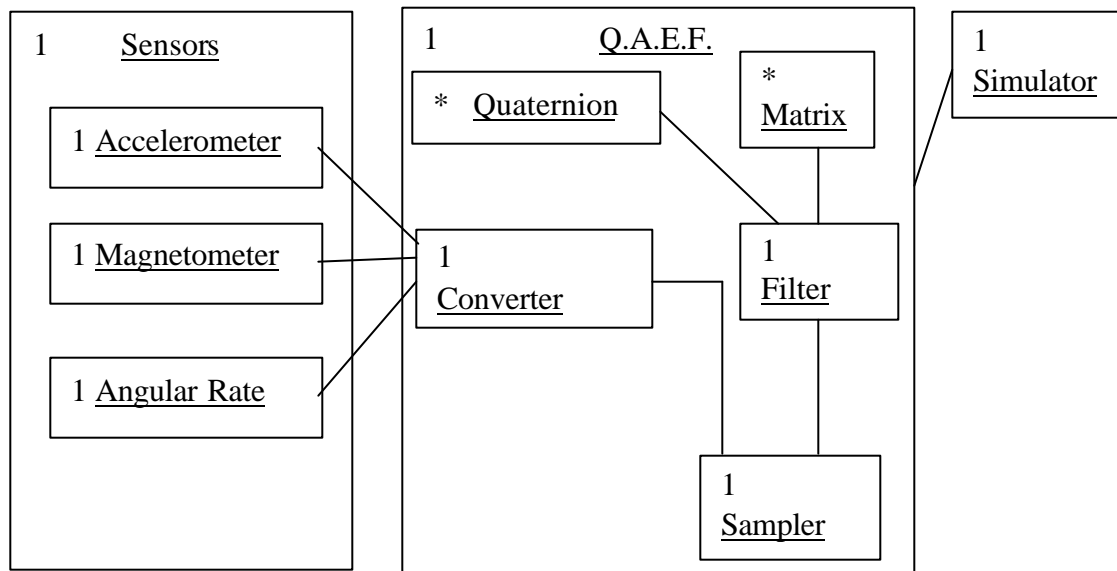 1 Sensors
1 Accelerometer
1 Magnetometer
1 Angular Rate
1 Q.A.E.F.
* Quaternion
*
Matrix
1
Converter
1
Filter
1
Sampler
1
Simulator